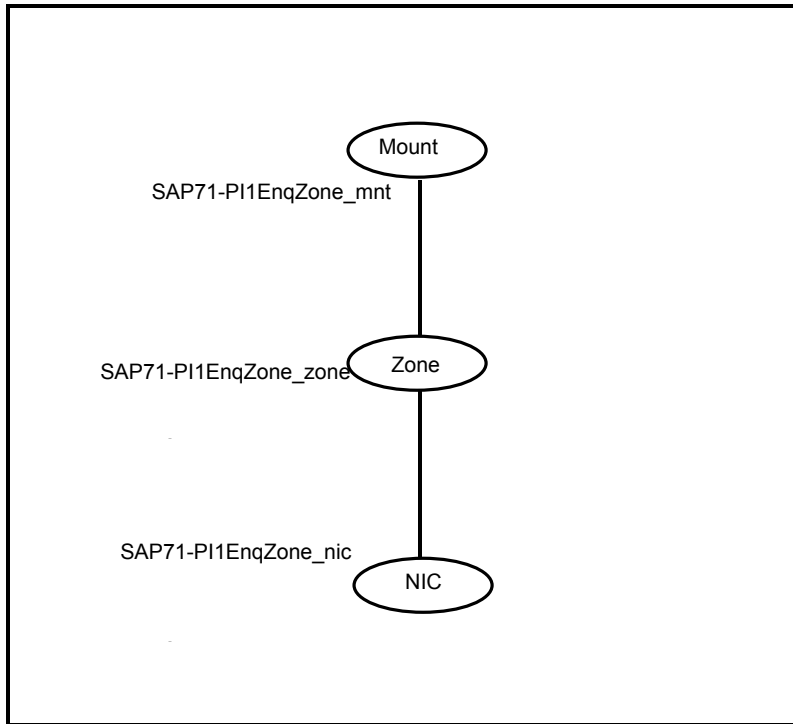 Mount
SAP71-PI1EnqZone_mnt
Zone
SAP71-PI1EnqZone_zone
SAP71-PI1EnqZone_nic
NIC